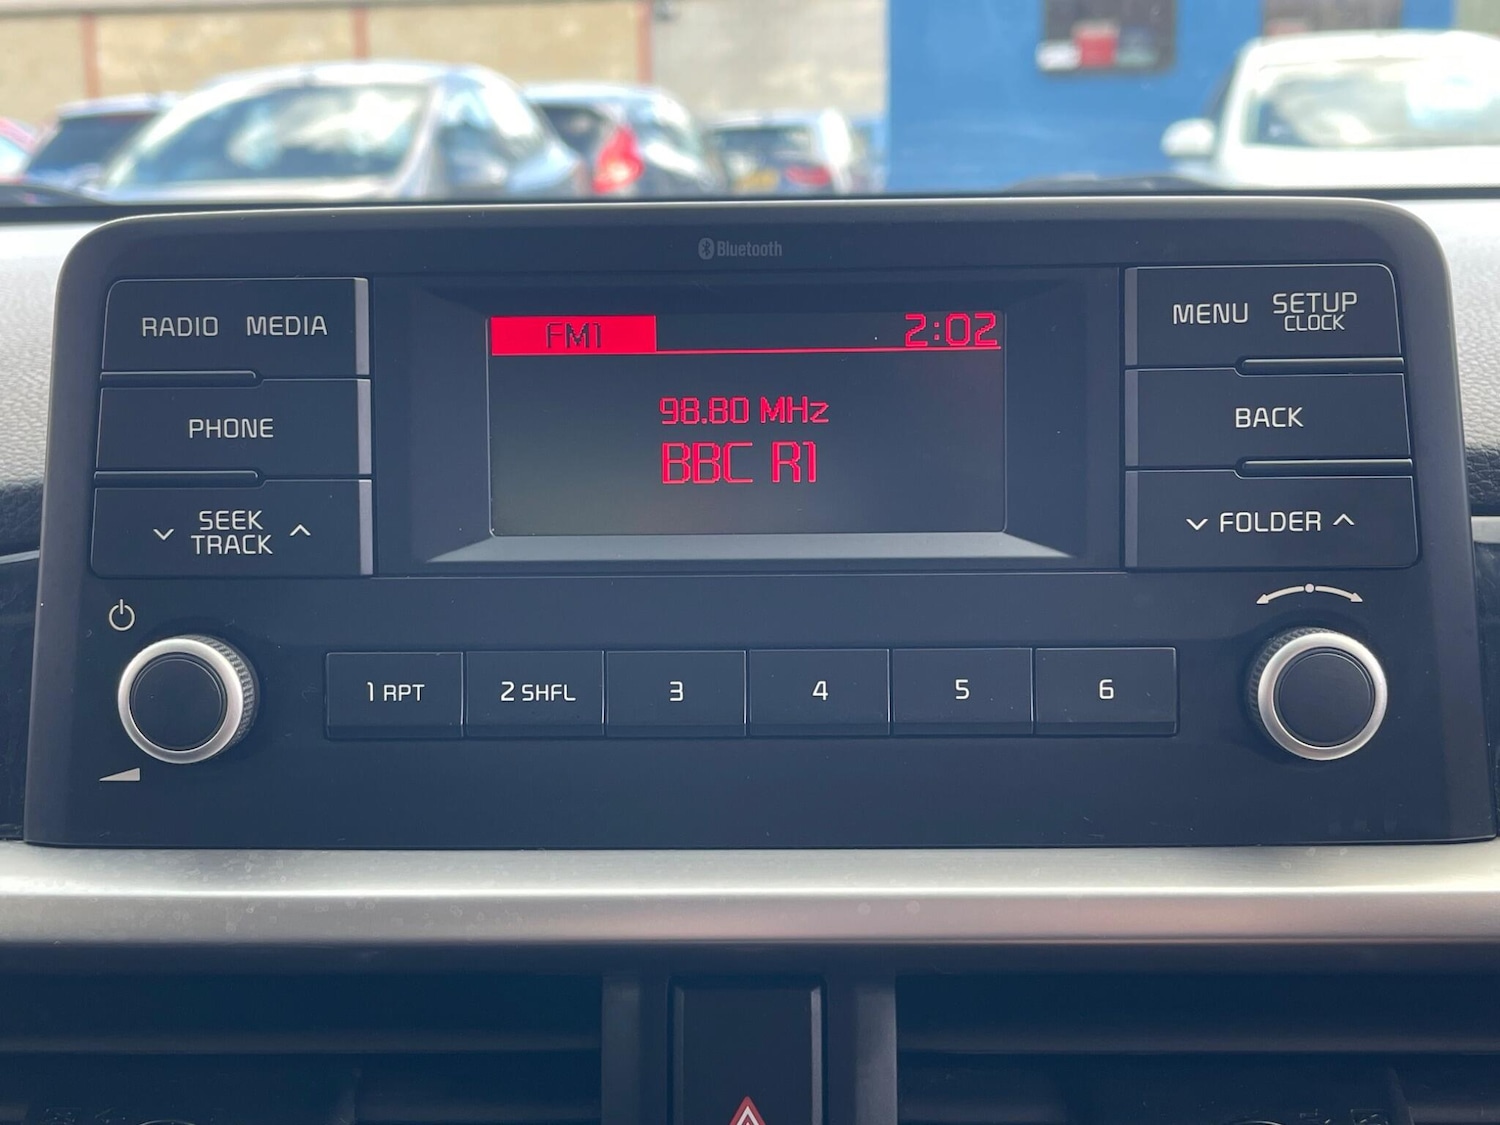 Bluetooth
RADIO MEDIA
FM1
2:02
MENU
SETUP
CLOCK
PHONE
98.80 MHz
BBC R1
BACK
SEEK
TRACK
FOLDER
1 RPT
2 SHFL
3
4
5
6